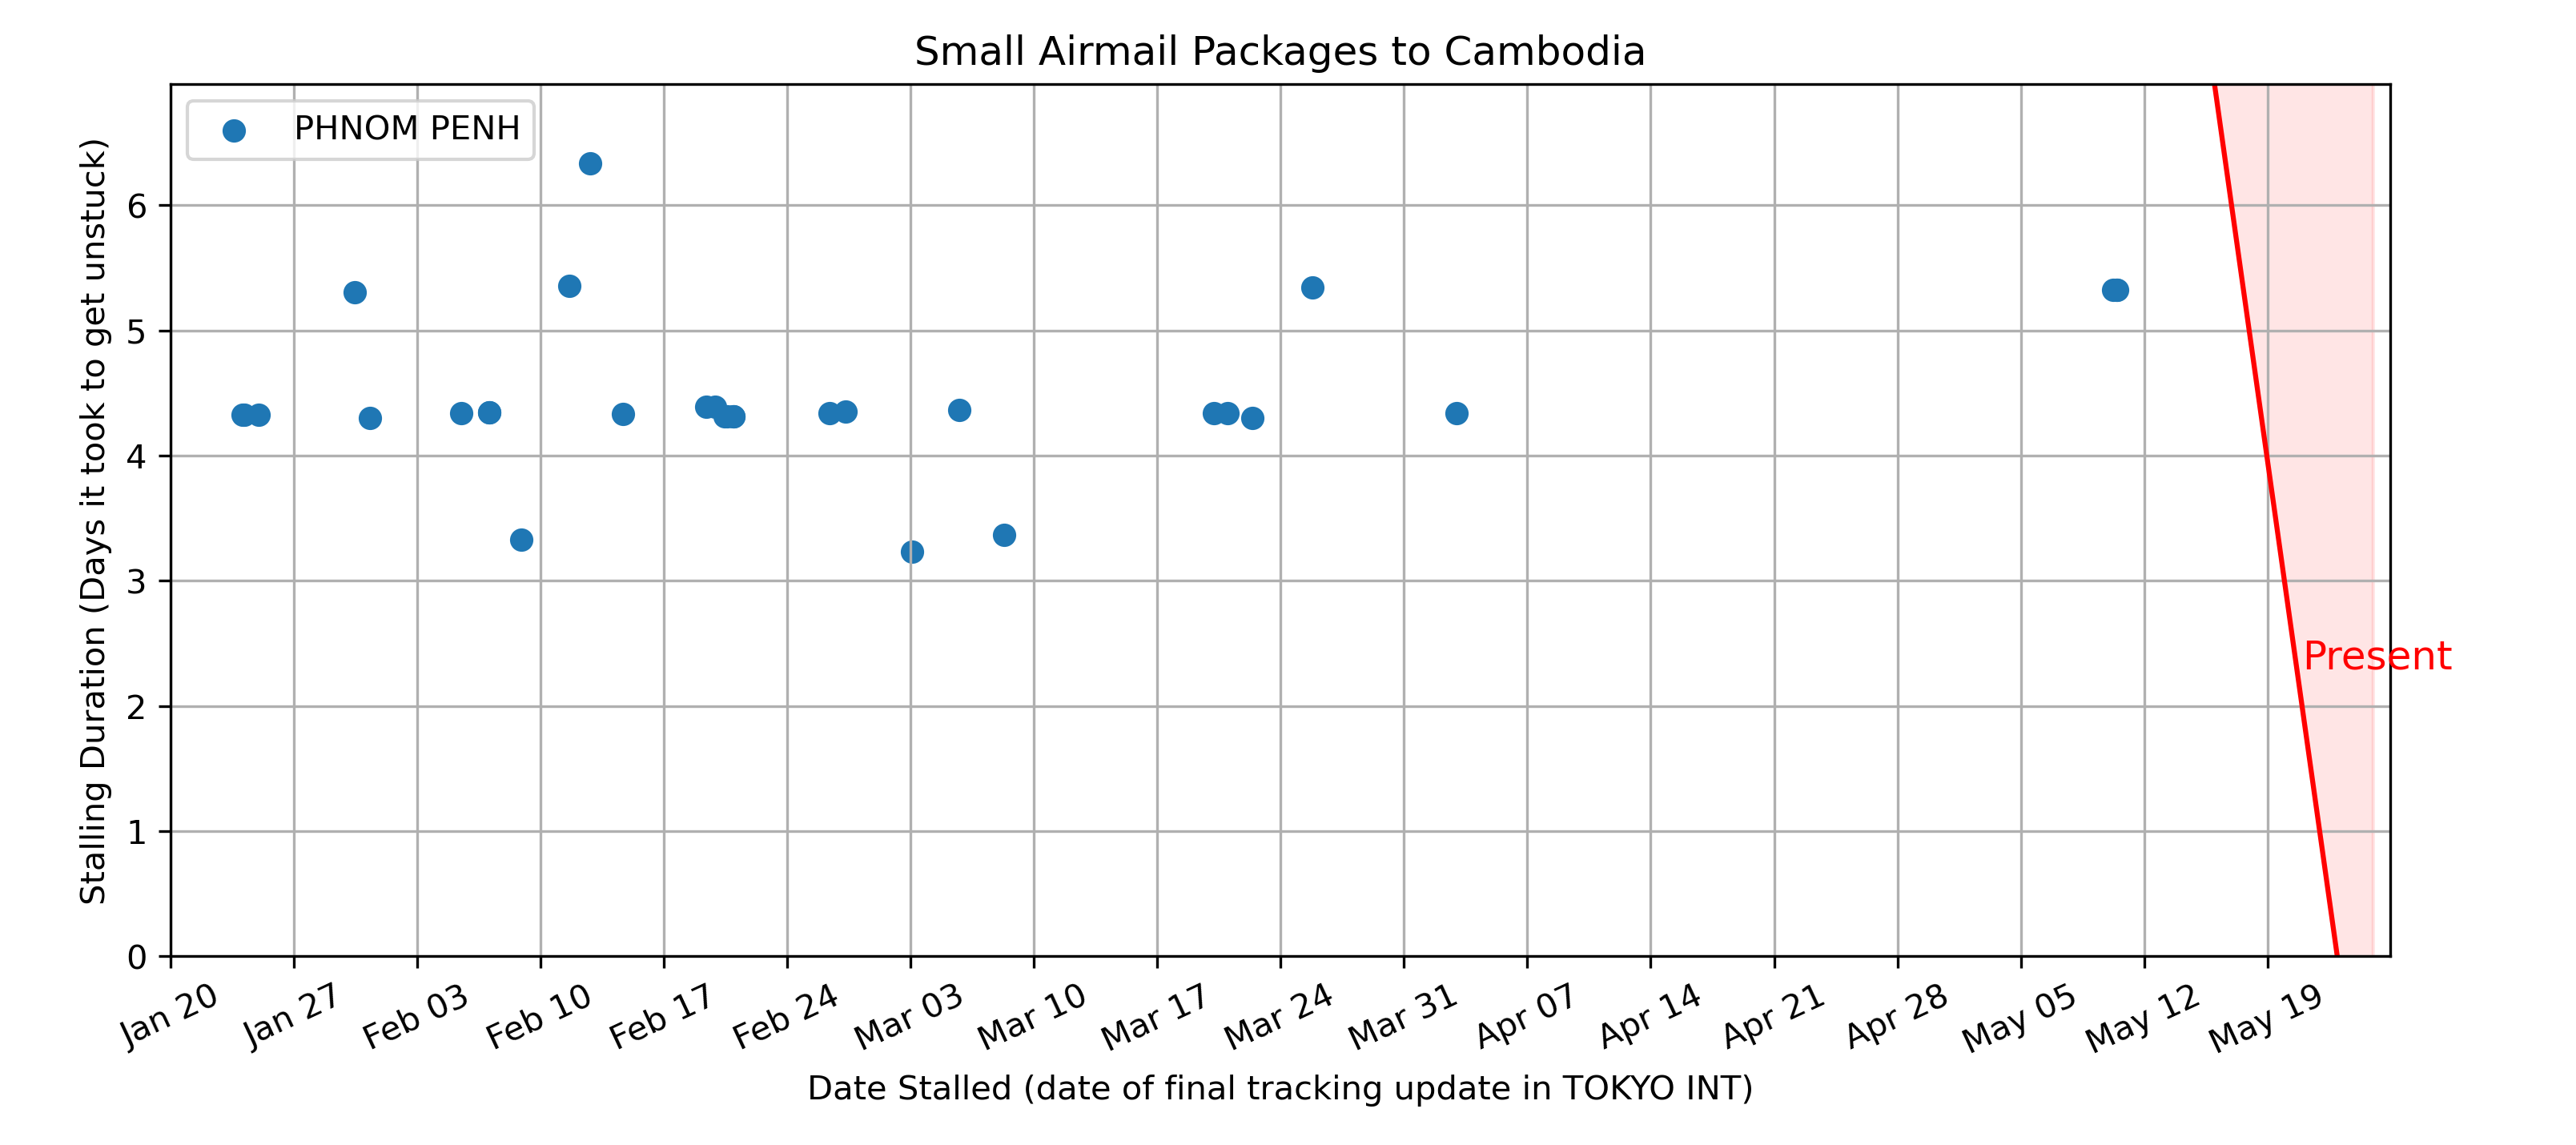 Small Airmail Packages to Cambodia
PHNOM PENH
Stalling Duration (Days it took to get unstuck)
6
5
4
3
2
1
0
Present
Jan 20
Jan 27
Feb 03
Feb 10
Feb 17
Feb 24
Mar 03
Mar 10
Mar 17
Mar 24
Mar 31
Apr 07
Apr 14
Apr 21
Apr 28
May 05
May 12
May 19
Date Stalled (date of final tracking update in TOKYO INT)